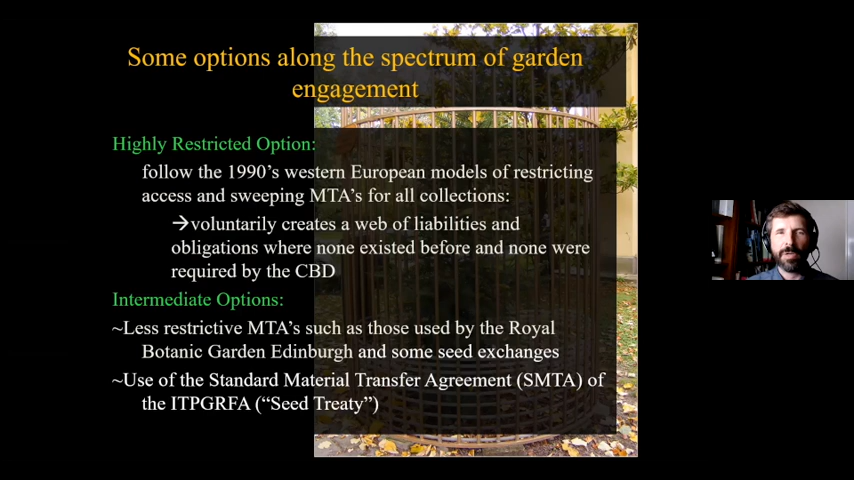 Some options along the spectrum of garden
engagement
Highly Restricted Option:
follow the 1990's western European models of restricting
access and sweeping MTA's for all collections:
→voluntarily creates a web of liabilities and
obligations where none existed before and none were
required by the CBD
Intermediate Options:
~Less restrictive MTA's such as those used by the Royal
Botanic Garden Edinburgh and some seed exchanges
~Use of the Standard Material Transfer Agreement (SMTA) of
the ITPGRFA (“Seed Treaty”)